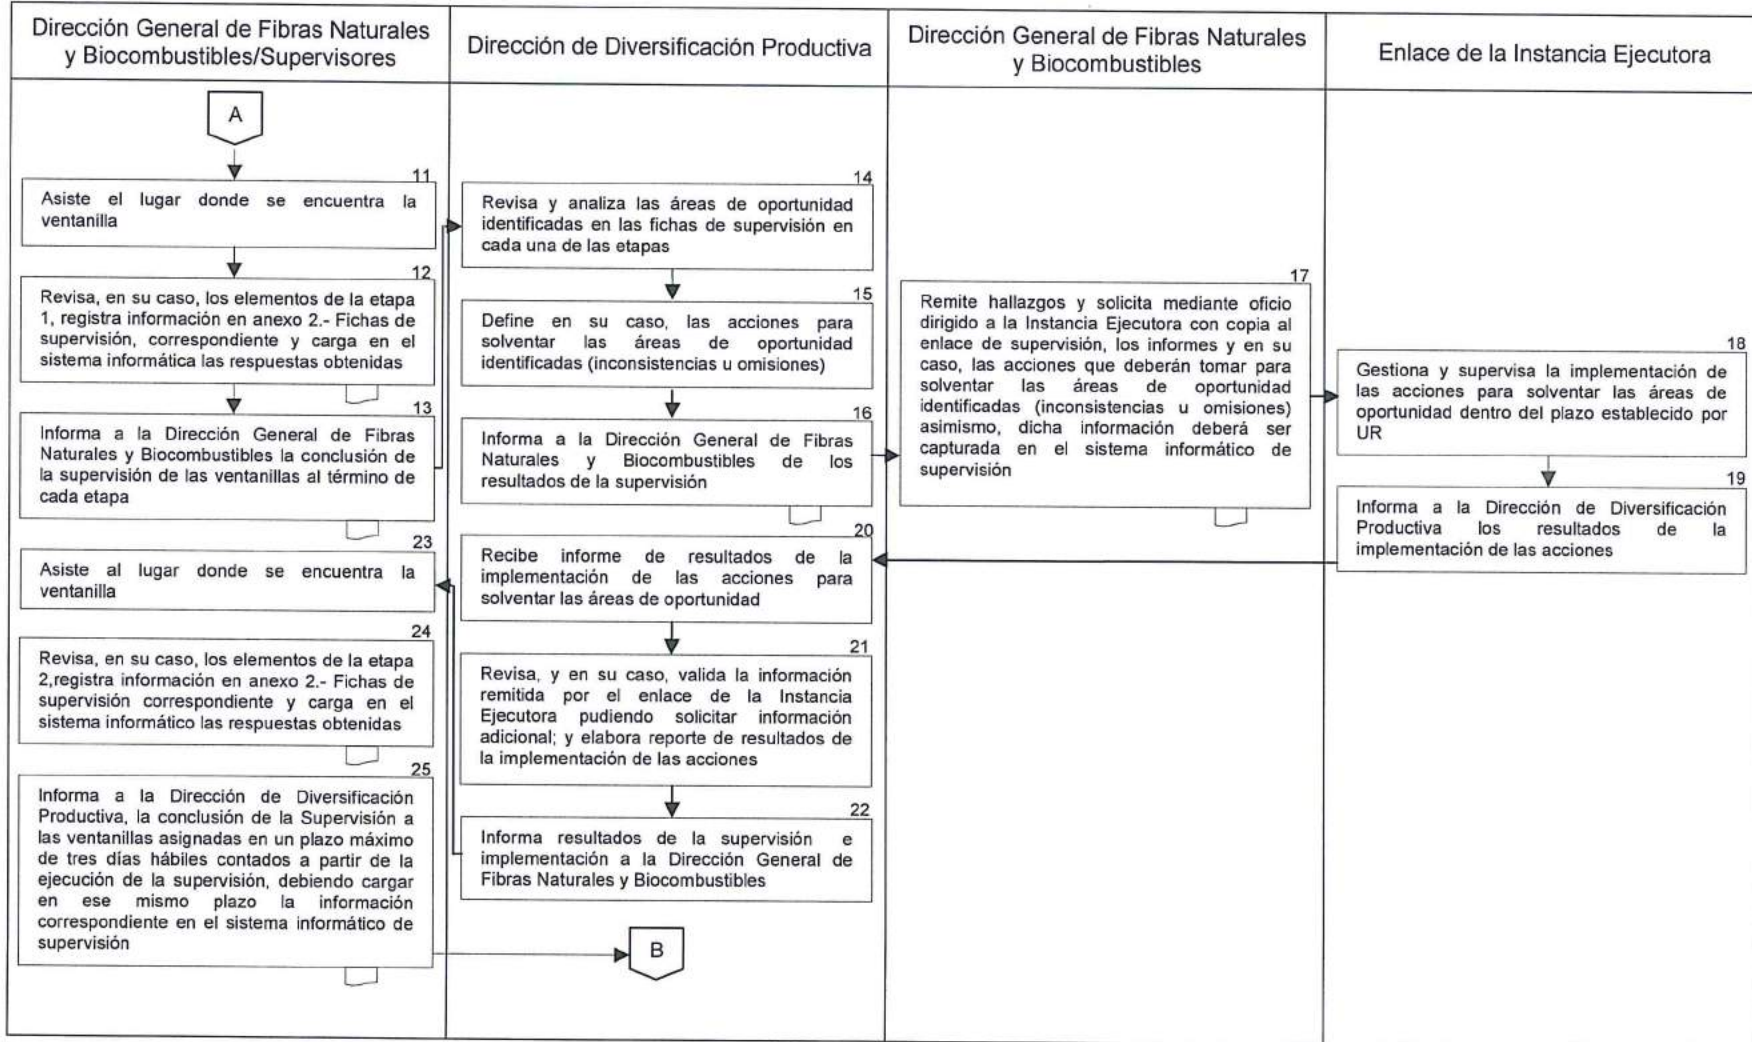 Dirección General de Fibras Naturales
y Biocombustibles/Supervisores
Dirección de Diversificación Productiva
Dirección General de Fibras Naturales
y Biocombustibles
Enlace de la Instancia Ejecutora
A
11
Asiste el lugar donde se encuentra la
ventanilla
12
Revisa, en su caso, los elementos de la etapa
1, registra información en anexo 2.- Fichas de
supervisión, correspondiente y carga en el
sistema informática las respuestas obtenidas
13
Informa a la Dirección General de Fibras
Naturales y Biocombustibles la conclusión de
la supervisión de las ventanillas al término de
cada etapa
14
Revisa y analiza las áreas de oportunidad
identificadas en las fichas de supervisión en
cada una de las etapas
15
Define en su caso, las acciones para
solventar las áreas de oportunidad
identificadas (inconsistencias u omisiones)
16
Informa a la Dirección General de Fibras
Naturales y Biocombustibles de los
resultados de la supervisión
17
Remite hallazgos y solicita mediante oficio
dirigido a la Instancia Ejecutora con copia al
enlace de supervisión, los informes y en su
caso, las acciones que deberán tomar para
solventar las áreas de oportunidad
identificadas (inconsistencias u omisiones)
asimismo, dicha información deberá ser
capturada en el sistema informático de
supervisión
18
Gestiona y supervisa la implementación de
las acciones para solventar las áreas de
oportunidad dentro del plazo establecido por
UR
19
Informa a la Dirección de Diversificación
Productiva los resultados de la
implementación de las acciones
20
Recibe informe de resultados de la
implementación de las acciones para
solventar las áreas de oportunidad
21
Revisa, y en su caso, valida la información
remitida por el enlace de la Instancia
Ejecutora pudiendo solicitar información
adicional; y elabora reporte de resultados de
la implementación de las acciones
22
Informa resultados de la supervisión e
implementación a la Dirección General de
Fibras Naturales y Biocombustibles
23
Asiste al lugar donde se encuentra la
ventanilla
24
Revisa, en su caso, los elementos de la etapa
2,registra información en anexo 2.- Fichas de
supervisión correspondiente y carga en el
sistema informático las respuestas obtenidas
25
Informa a la Dirección de Diversificación
Productiva, la conclusión de la Supervisión a
las ventanillas asignadas en un plazo máximo
de tres días hábiles contados a partir de la
ejecución de la supervisión, debiendo cargar
en ese mismo plazo la información
correspondiente en el sistema informático de
supervisión
B